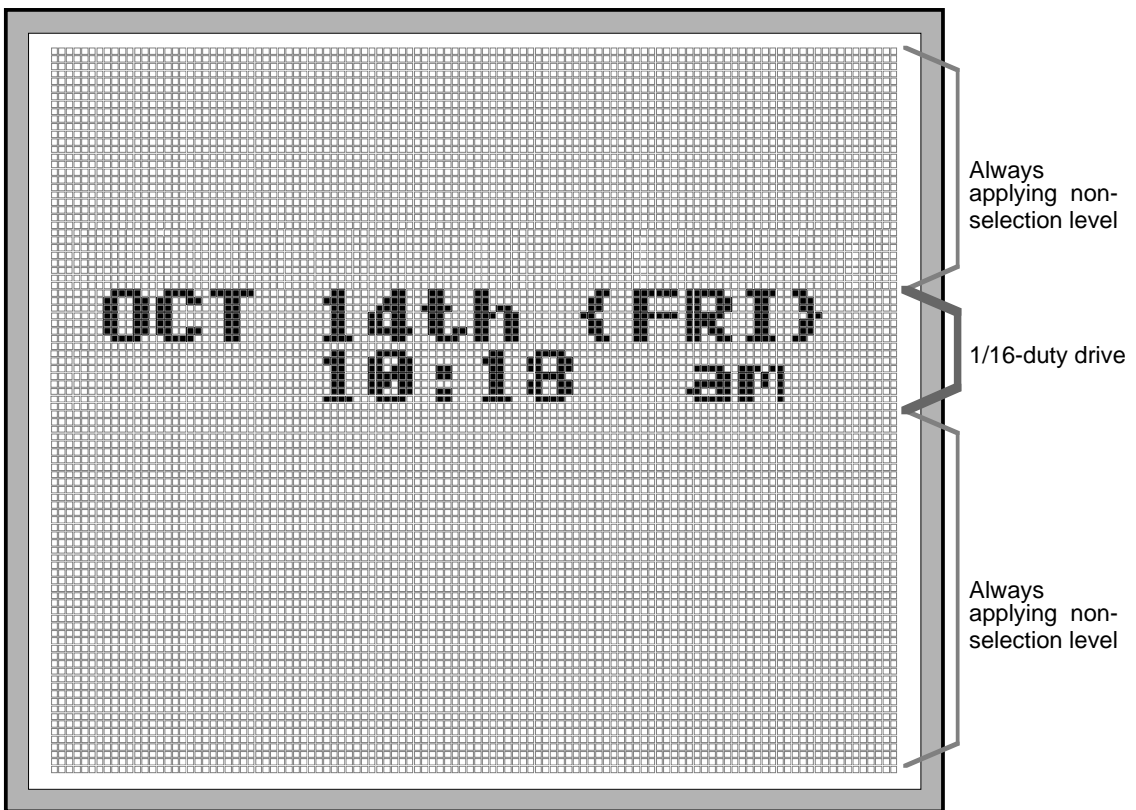 OCT 14th (FRI)
10:18 am
Always
applying non-
selection level
1/16-duty drive
Always
applying non-
selection level